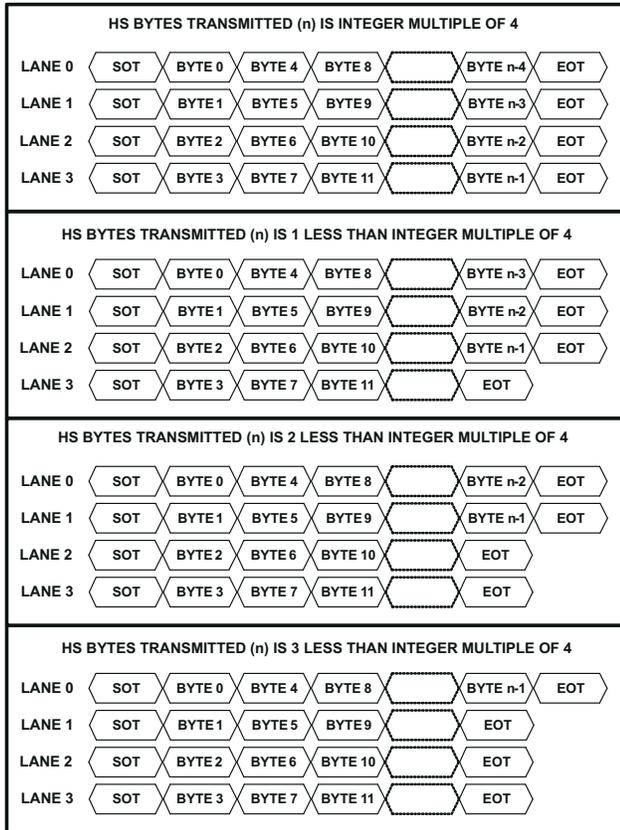 HS BYTES TRANSMITTED (n) IS INTEGER MULTIPLE OF 4
LANE 0 SOT BYTE 0 BYTE 4 BYTE 8 BYTE n-4 EOT
LANE 1 SOT BYTE 1 BYTE 5 BYTE 9 BYTE n-3 EOT
LANE 2 SOT BYTE 2 BYTE 6 BYTE 10 BYTE n-2 EOT
LANE 3 SOT BYTE 3 BYTE 7 BYTE 11 BYTE n-1 EOT
HS BYTES TRANSMITTED (n) IS 1 LESS THAN INTEGER MULTIPLE OF 4
LANE 0 SOT BYTE 0 BYTE 4 BYTE 8 BYTE n-3 EOT
LANE 1 SOT BYTE 1 BYTE 5 BYTE 9 BYTE n-2 EOT
LANE 2 SOT BYTE 2 BYTE 6 BYTE 10 BYTE n-1 EOT
LANE 3 SOT BYTE 3 BYTE 7 BYTE 11 EOT
HS BYTES TRANSMITTED (n) IS 2 LESS THAN INTEGER MULTIPLE OF 4
LANE 0 SOT BYTE 0 BYTE 4 BYTE 8 BYTE n-2 EOT
LANE 1 SOT BYTE 1 BYTE 5 BYTE 9 BYTE n-1 EOT
LANE 2 SOT BYTE 2 BYTE 6 BYTE 10 EOT
LANE 3 SOT BYTE 3 BYTE 7 BYTE 11 EOT
HS BYTES TRANSMITTED (n) IS 3 LESS THAN INTEGER MULTIPLE OF 4
LANE 0 SOT BYTE 0 BYTE 4 BYTE 8 BYTE n-1 EOT
LANE 1 SOT BYTE 1 BYTE 5 BYTE 9 EOT
LANE 2 SOT BYTE 2 BYTE 6 BYTE 10 EOT
LANE 3 SOT BYTE 3 BYTE 7 BYTE 11 EOT